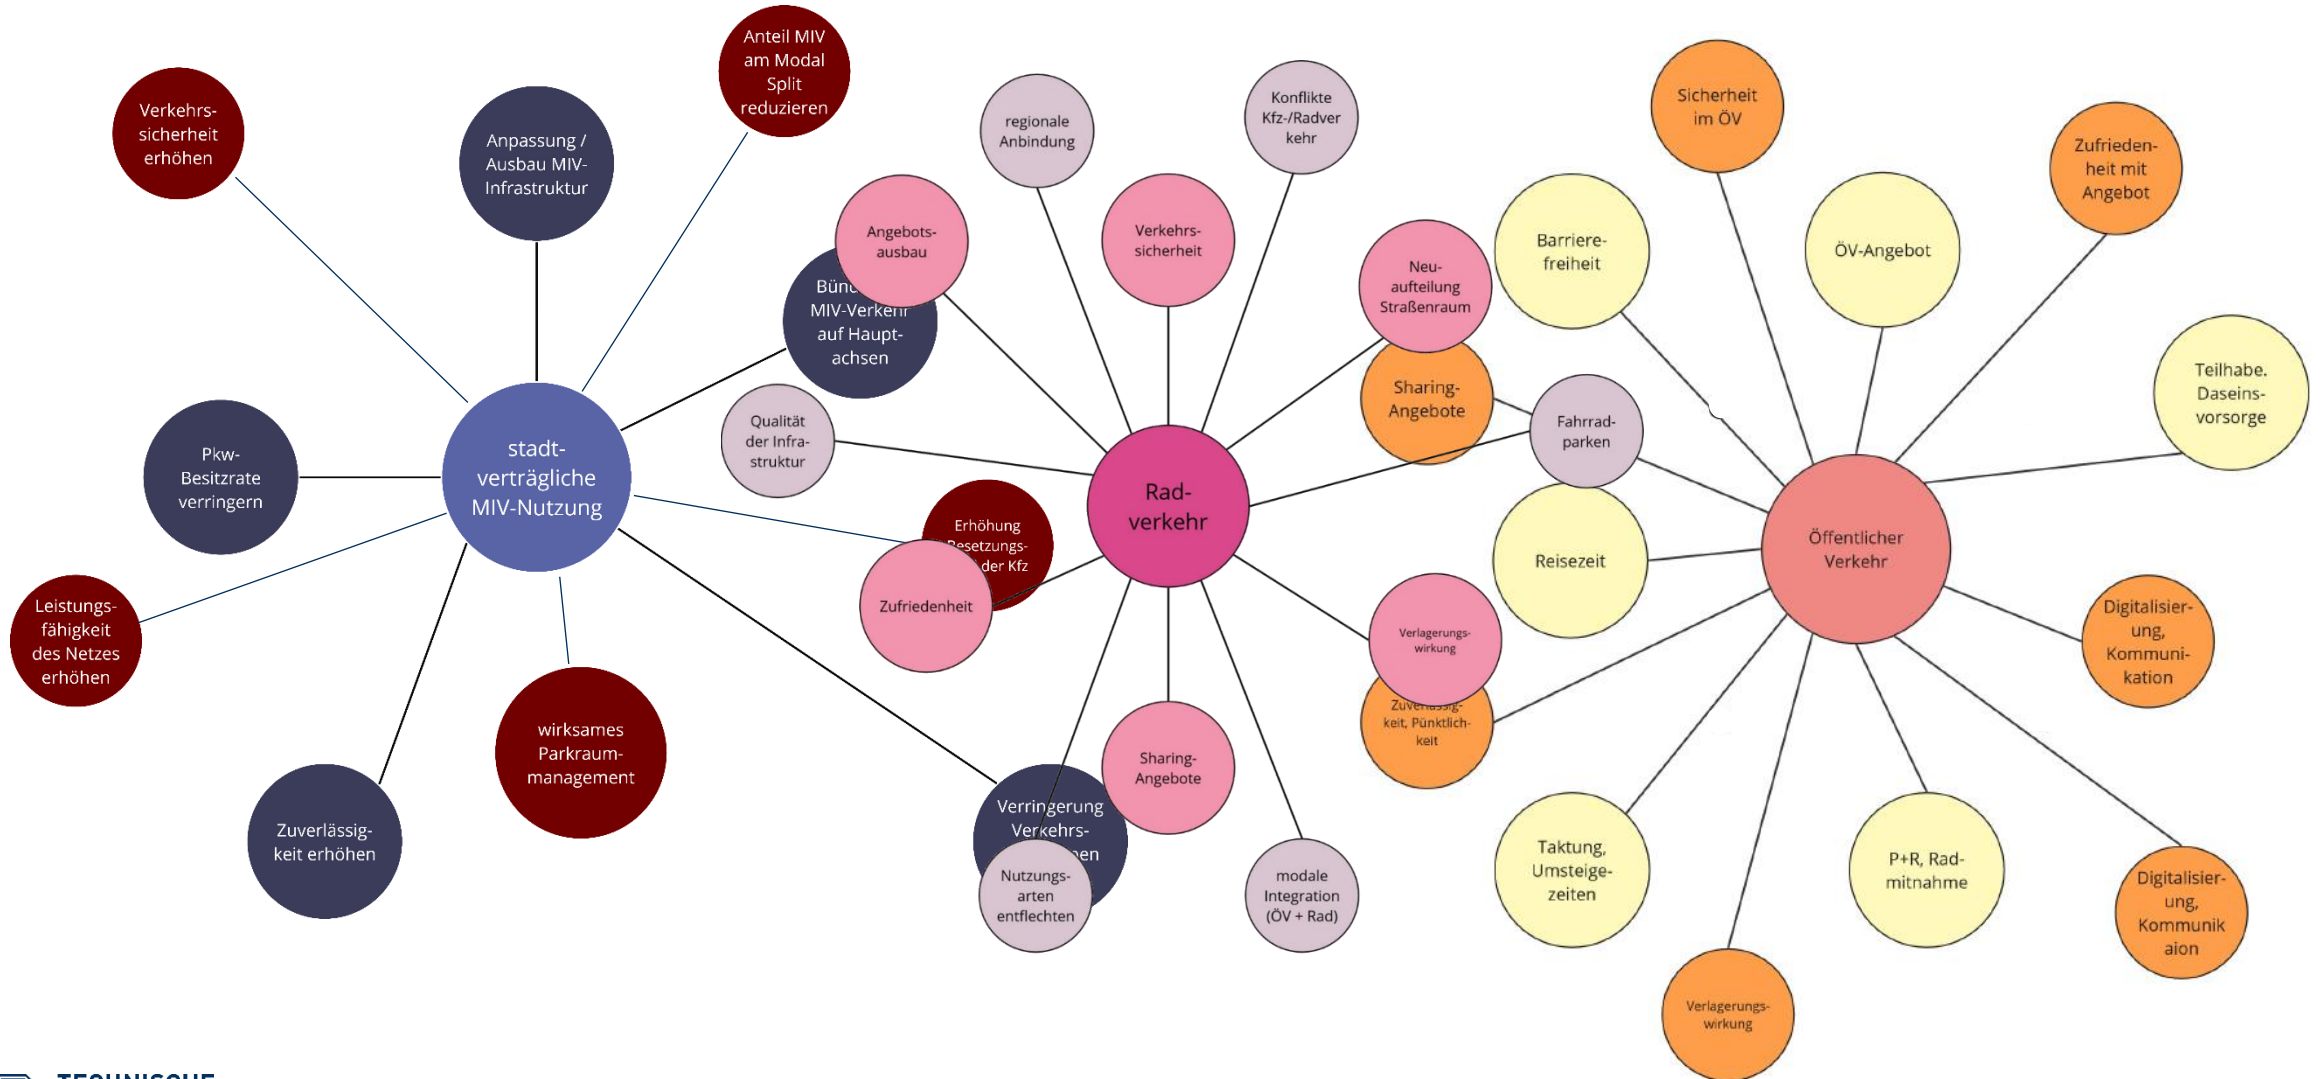 Verkehrs-
sicherheit
erhöhen
Anpassung /
Ausbau MIV-
Infrastruktur
Anteil MIV
am Modal
Split
reduzieren
MIV-Verkehr
auf Haupt-
achsen
Pkw-
Besitzrate
verringern
stadt-
verträgliche
MIV-Nutzung
Leistungs-
fähigkeit
des Netzes
erhöhen
Zuverlässig-
keit erhöhen
wirksames
Parkraum-
management
Erhöhung
Besetzungs-
der Kfz
Verringerung
Verkehrs-
regionale
Anbindung
Konflikte
Kfz-/Radver
kehr
Angebots-
ausbau
Verkehrs-
sicherheit
Neu-
aufteilung
Straßenraum
Qualität
der Infra-
struktur
Rad-
verkehr
Fahrrad-
parken
Zufriedenheit
Verlagerungs-
wirkung
Sharing-
Angebote
Nutzungs-
arten
entflechten
modale
Integration
(ÖV + Rad)
Sicherheit
im ÖV
Zufrieden-
heit mit
Angebot
Barriere-
freiheit
ÖV-Angebot
Teilhabe.
Daseins-
vorsorge
Sharing-
Angebote
Reisezeit
Öffentlicher
Verkehr
Digitalisier-
ung,
Kommuni-
kation
Zuverlässig-
keit, Pünktlich-
keit
Taktung,
Umsteige-
zeiten
P+R, Rad-
mitnahme
Digitalisier-
ung,
Kommunik
aion
Verlagerungs-
wirkung
TECHNISCHE